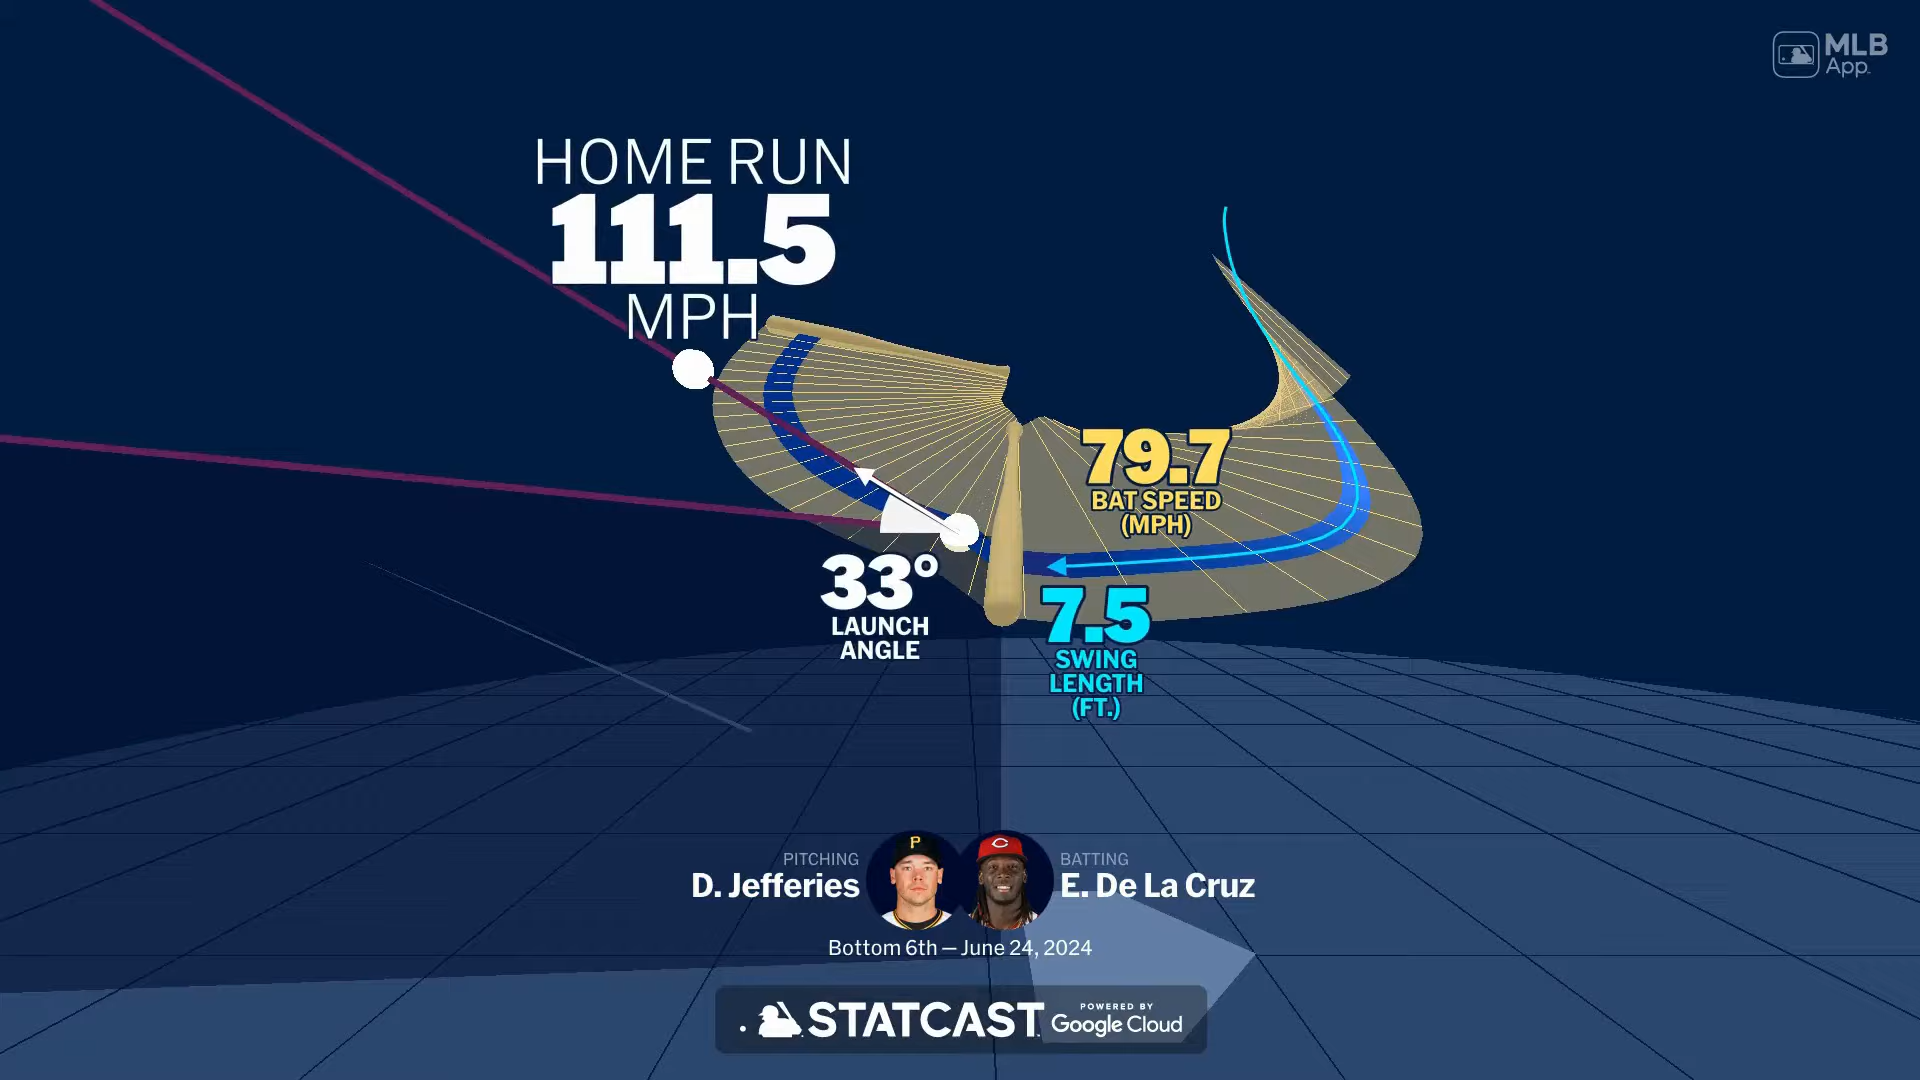 MLB
App.
HOME RUN
111.5
MPH
79.7
BAT SPEED
(MPH)
33°
LAUNCH
ANGLE
7.5
SWING
LENGTH
(FT.)
PITCHING
D. Jefferies
P
C
BATTING
E. De La Cruz
Bottom 6th — June 24, 2024
STATCAST
POWERED BY
Google Cloud